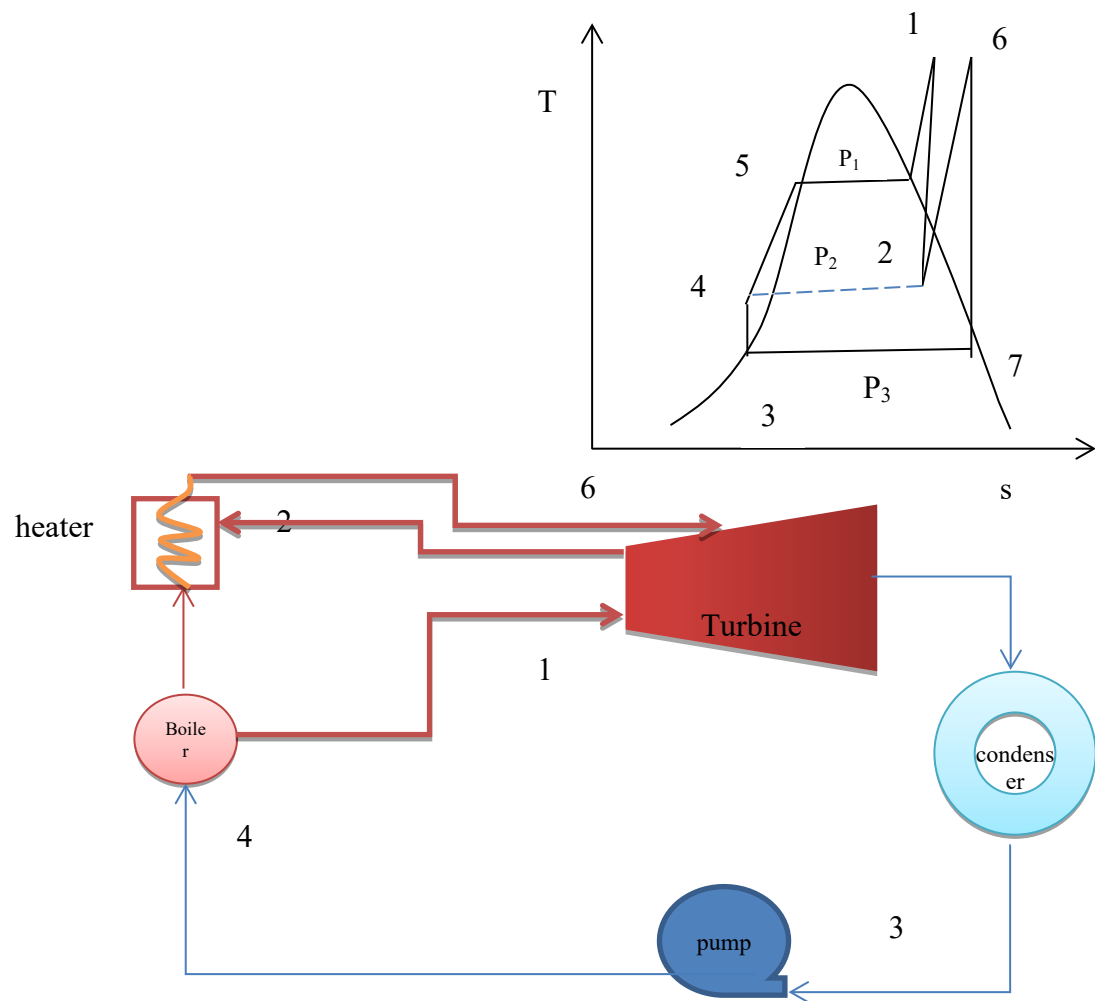 1
6
T
P₁
5
2
P₂
4
7
P₃
3
s
6
heater
2
Turbine
1
Boile
r
condens
er
4
3
pump